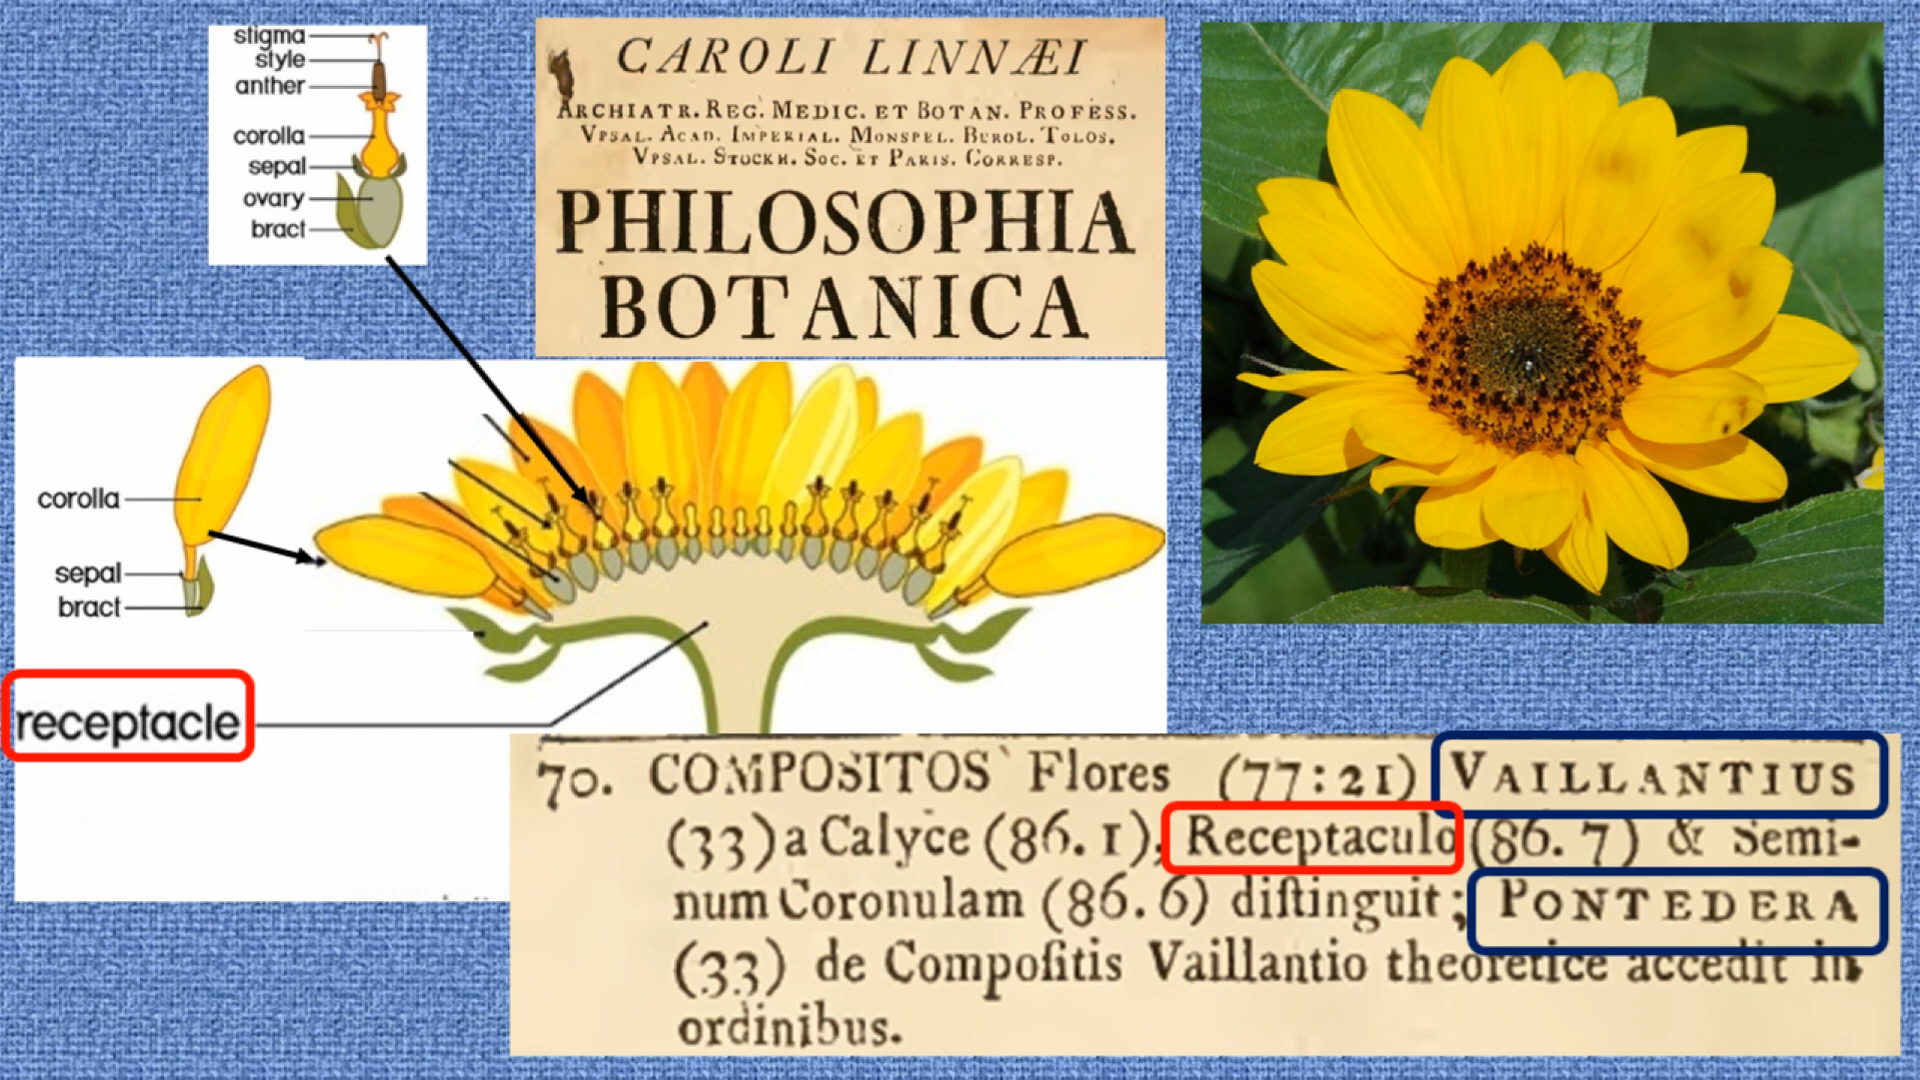 stigma
style
anther
corolla
sepal
ovary
bract
CAROLI LINNÆI
ARCHIATR. REG. MEDIC. ET BOTAN. PROFESS.
VPSAL. ACAD. IMPERIAL. MONSPEL. BEROL. TOLOS.
VPSAL. STOCKH. SOC. ET PARIS. CORRESP.
PHILOSOPHIA
BOTANICA
corolla
sepal
bract
receptacle
70. COMPOSITOS Flores (77:21) VAILLANTIUS
(33) a Calyce (86.1), Receptaculo (86.7) & Semi-
num Coronulam (86.6) diſtinguit; PONTEDERA
(33) de Compoſitis Vaillantio theoretice accedit in
ordinibus.